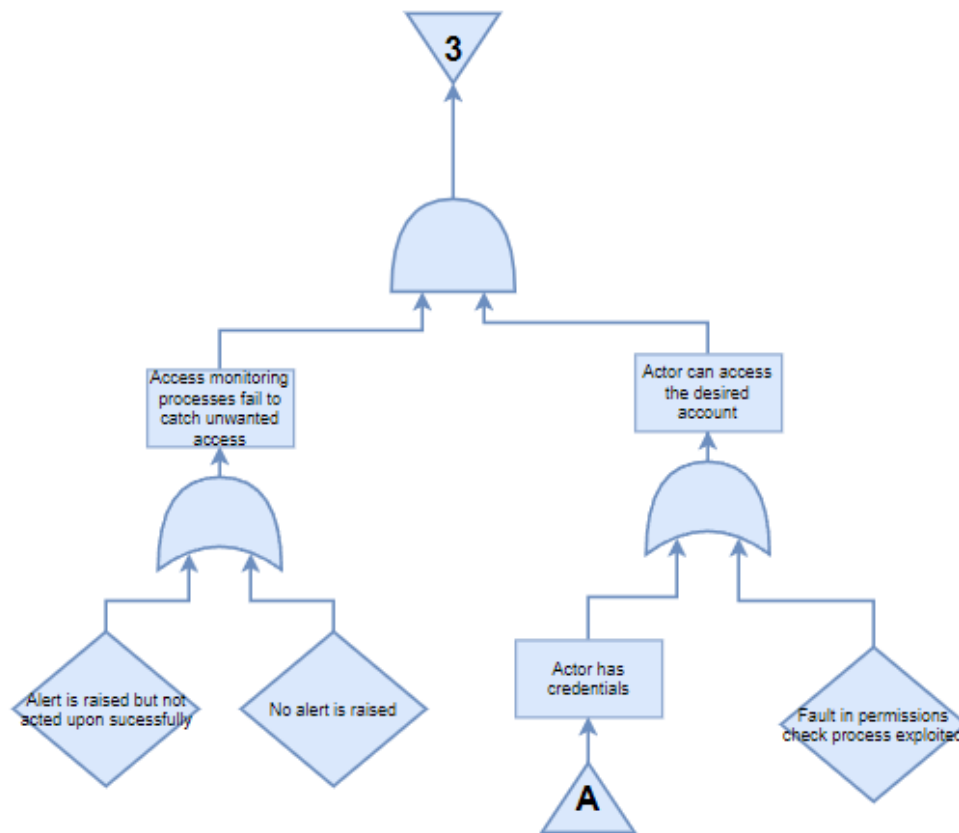 3
Access monitoring
processes fail to
catch unwanted
access
Actor can access
the desired
account
Alert is raised but not
acted upon sucessfully
No alert is raised
Actor has
credentials
Fault in permissions
check process exploited
A